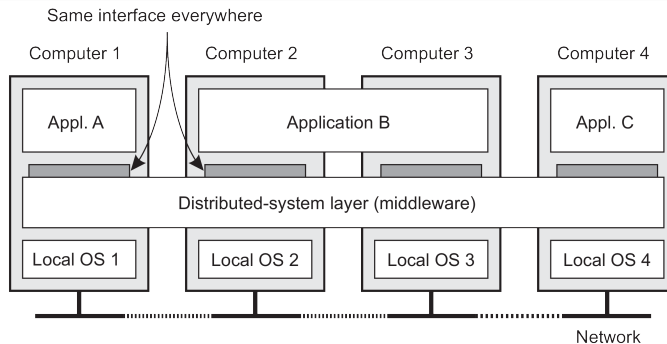 Same interface everywhere
Computer 1 Computer 2 Computer 3 Computer 4
Appl. A Application B Appl. C
Distributed-system layer (middleware)
Local OS 1 Local OS 2 Local OS 3 Local OS 4
Network